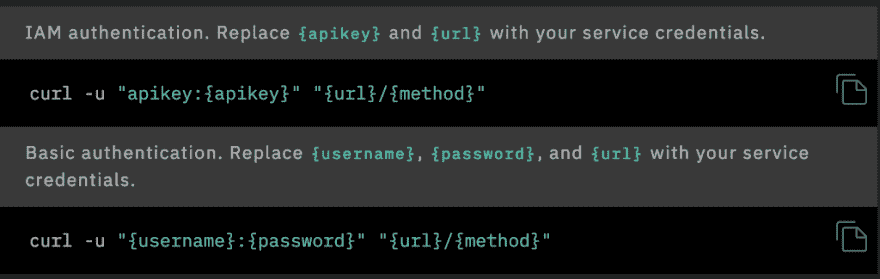 IAM authentication. Replace {apikey} and {url} with your service credentials.
curl -u "apikey:{apikey}" "{url}/{method}"
Basic authentication. Replace {username}, {password}, and {url} with your service
credentials.
curl -u "{username}:{password}" "{url}/{method}"